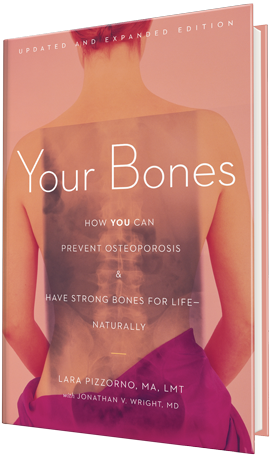 UPDATED AND EXPANDED EDITION
Your Bones
HOW YOU CAN
PREVENT OSTEOPOROSIS
&
HAVE STRONG BONES FOR LIFE—
NATURALLY
LARA PIZZORNO, MA, LMT
with JONATHAN V. WRIGHT, MD